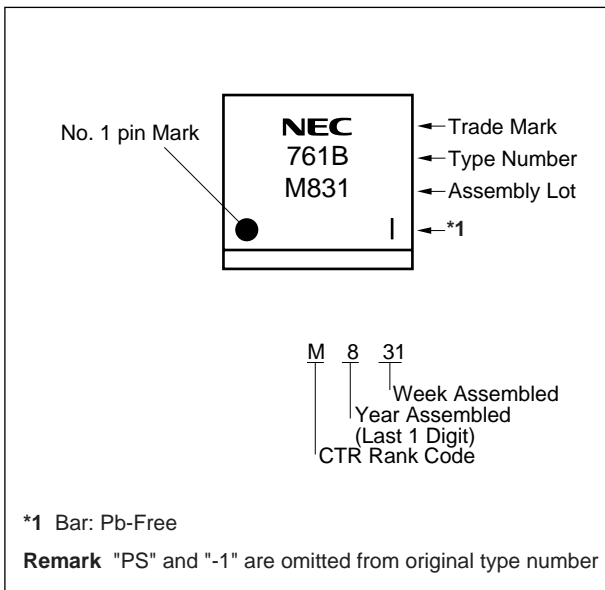 No. 1 pin Mark
NEC
761B
M831
Trade Mark
Type Number
Assembly Lot
*1
M 8 31
Week Assembled
Year Assembled
(Last 1 Digit)
CTR Rank Code
*1 Bar: Pb-Free
Remark "PS" and "-1" are omitted from original type number